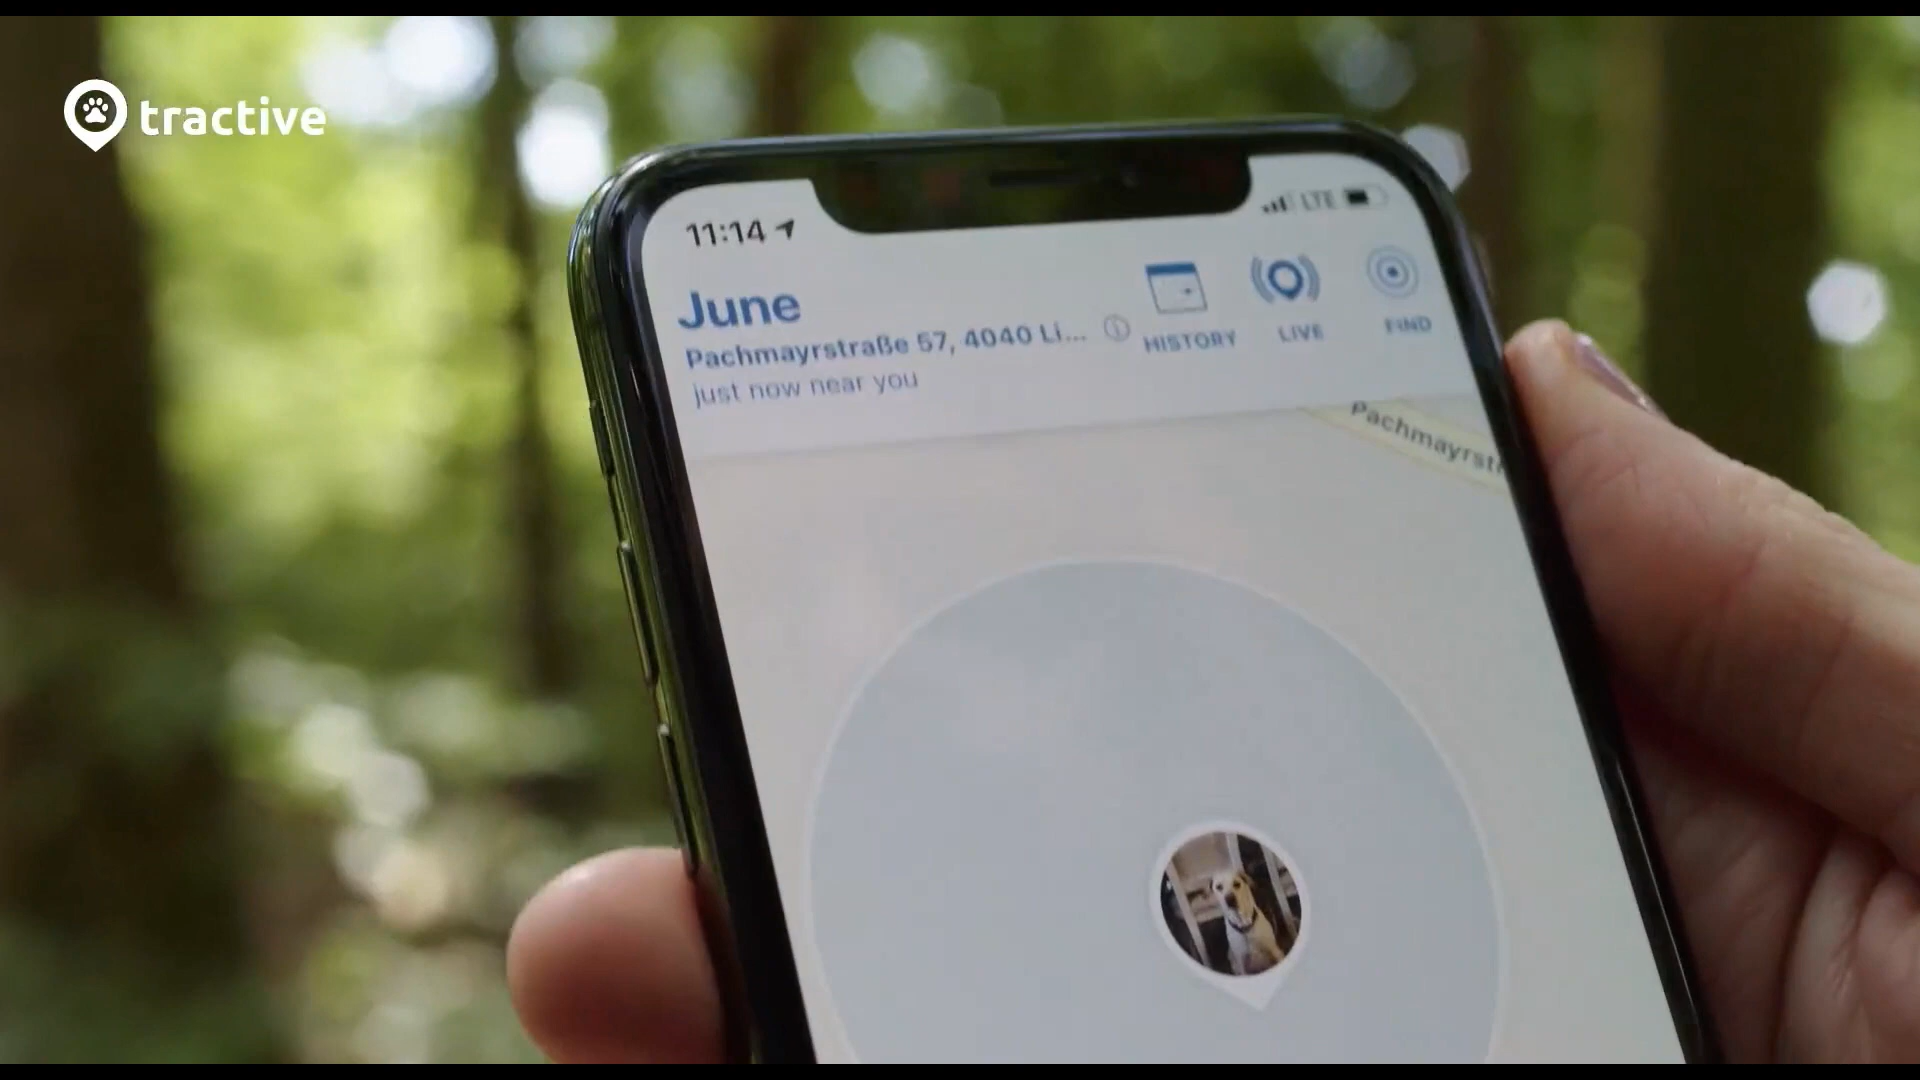 tractive
11:14
LTE
June
Pachmayrstraße 57, 4040 Li...
just now near you
HISTORY
LIVE
FIND
Pachmayrstr